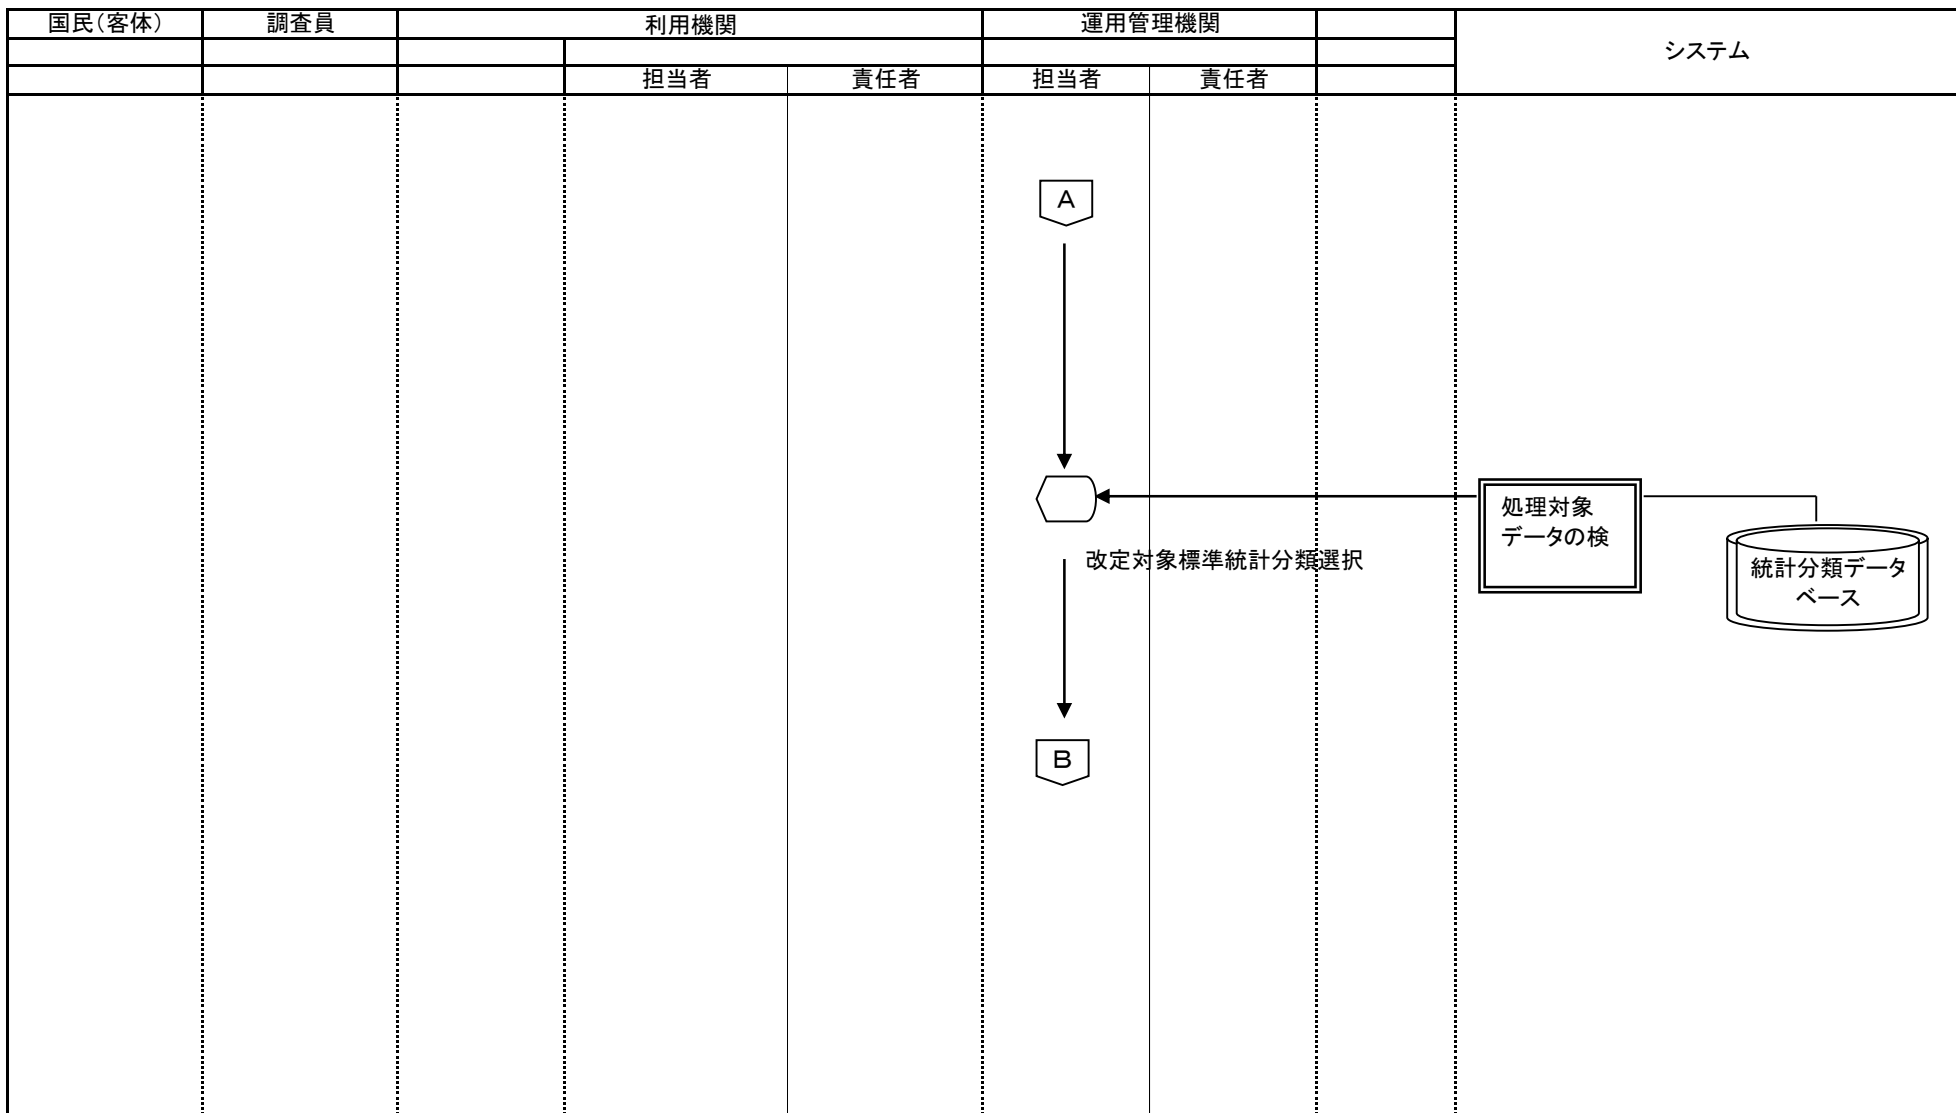 国民（客体）
調査員
利用機関
運用管理機関
システム
担当者
責任者
担当者
責任者
A
処理対象
データの検
改定対象標準統計分類選択
統計分類データ
ベース
B